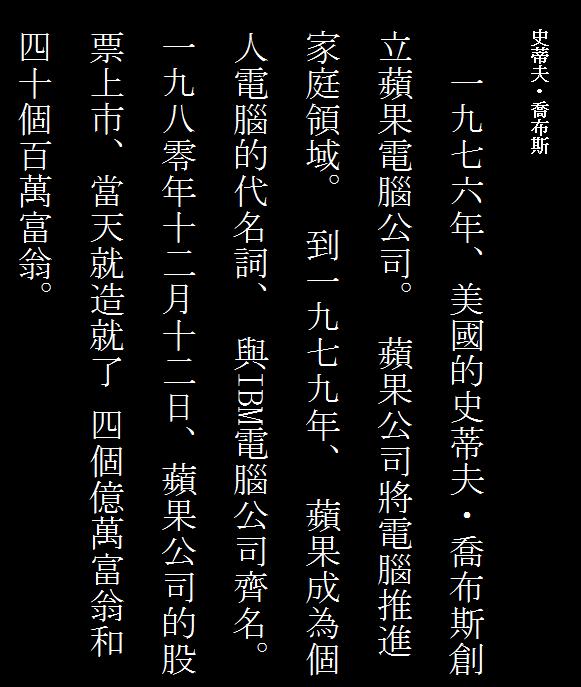 史蒂夫・喬布斯
一九七六年、美國的史蒂夫・喬布斯創
立蘋果電腦公司。 蘋果公司將電腦推進
家庭領域。 到一九七九年、 蘋果成為個
人電腦的代名詞、 與IBM電腦公司齊名。
一九八零年十二月十二日、蘋果公司的股
票上市、當天就造就了 四個億萬富翁和
四十個百萬富翁。